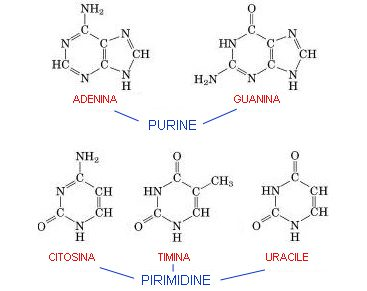 NH₂ O
C N C N
N C HN C
CH CH
HC C C C
N N H₂N N N
H H
ADENINA GUANINA
PURINE
NH₂ O O
C C CH₃ C
N CH HN C HN CH
C CH C CH C CH
O N O N O N
H H H
CITOSINA TIMINA URACILE
PIRIMIDINE